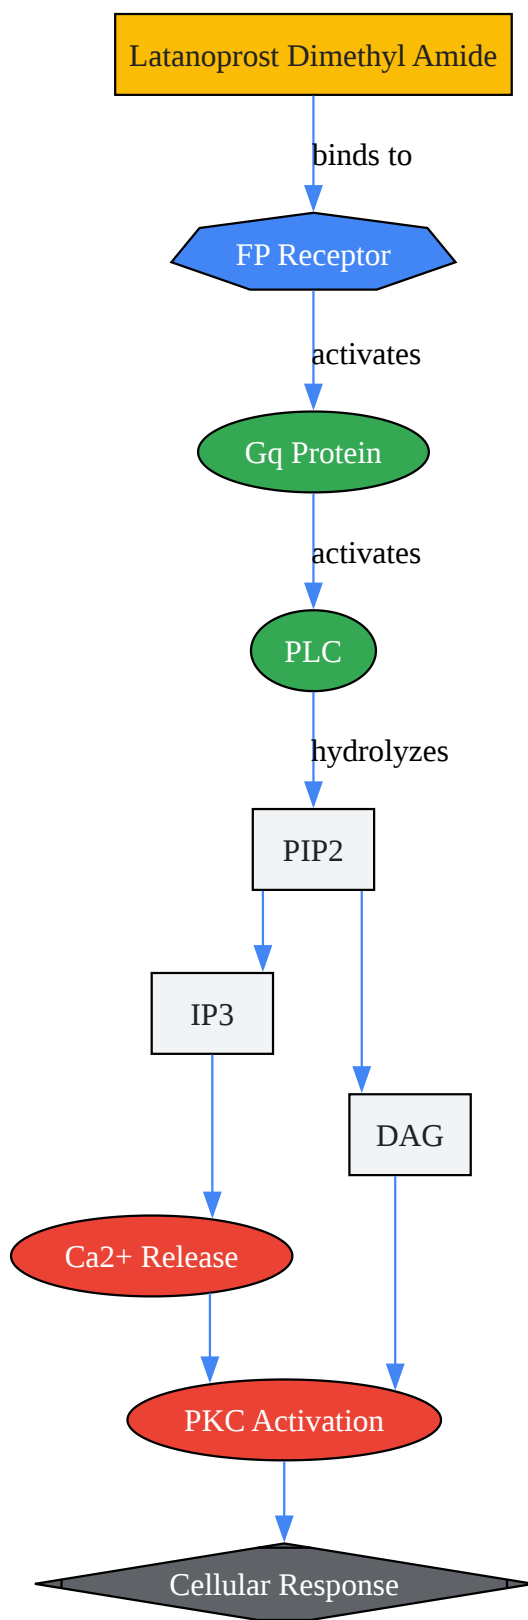 Latanoprost Dimethyl Amide
binds to
FP Receptor
activates
Gq Protein
activates
PLC
hydrolyzes
PIP2
IP3
DAG
Ca2+ Release
PKC Activation
Cellular Response